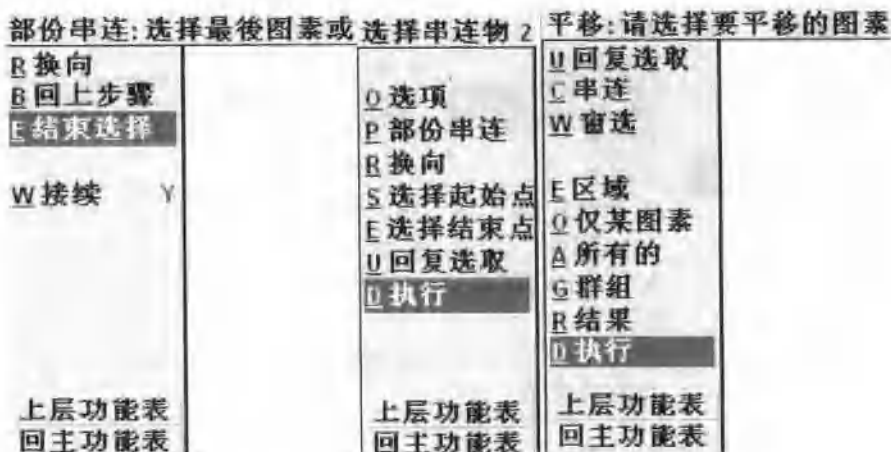 部份串连:选择最後图素或
R换向
B回上步骤
E结束选择
W接续 Y
上层功能表
回主功能表
选择串连物 2
O选项
P部份串连
R换向
S选择起始点
E选择结束点
U回复选取
D执行
上层功能表
回主功能表
平移:请选择要平移的图素
U回复选取
C串连
W窗选
E区域
O仅某图素
A所有的
G群组
R结果
D执行
上层功能表
回主功能表